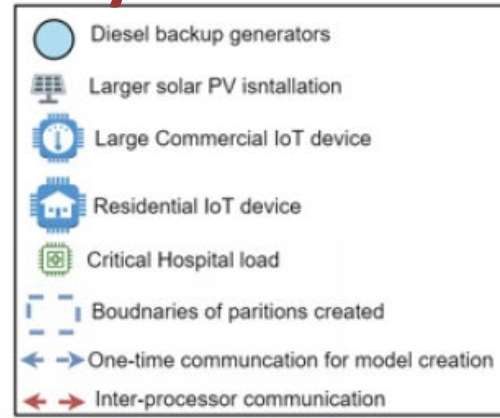 Diesel backup generators
Larger solar PV isntallation
Large Commercial IoT device
Residential IoT device
Critical Hospital load
Boudnaries of paritions created
One-time communcation for model creation
Inter-processor communication